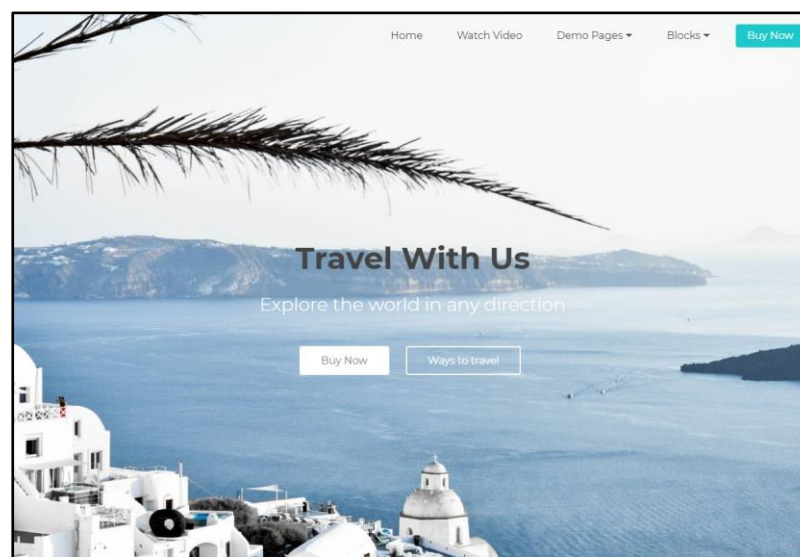 Home Watch Video Demo Pages Blocks Buy Now
Travel With Us
Explore the world in any direction
Buy Now Ways to travel